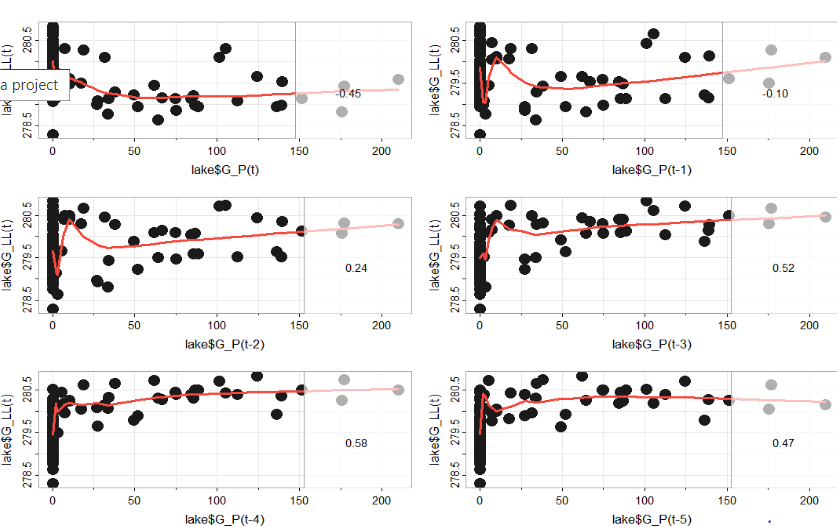 280.5
279.5
278.5
lake$G_LL(t)
a project
-0.45
0 50 100 150 200
lake$G_P(t)
280.5
279.5
278.5
lake$G_LL(t)
-0.10
0 50 100 150 200
lake$G_P(t-1)
280.5
279.5
278.5
lake$G_LL(t)
0.24
0 50 100 150 200
lake$G_P(t-2)
280.5
279.5
278.5
lake$G_LL(t)
0.52
0 50 100 150 200
lake$G_P(t-3)
280.5
279.5
278.5
lake$G_LL(t)
0.58
0 50 100 150 200
lake$G_P(t-4)
280.5
279.5
278.5
lake$G_LL(t)
0.47
0 50 100 150 200
lake$G_P(t-5)